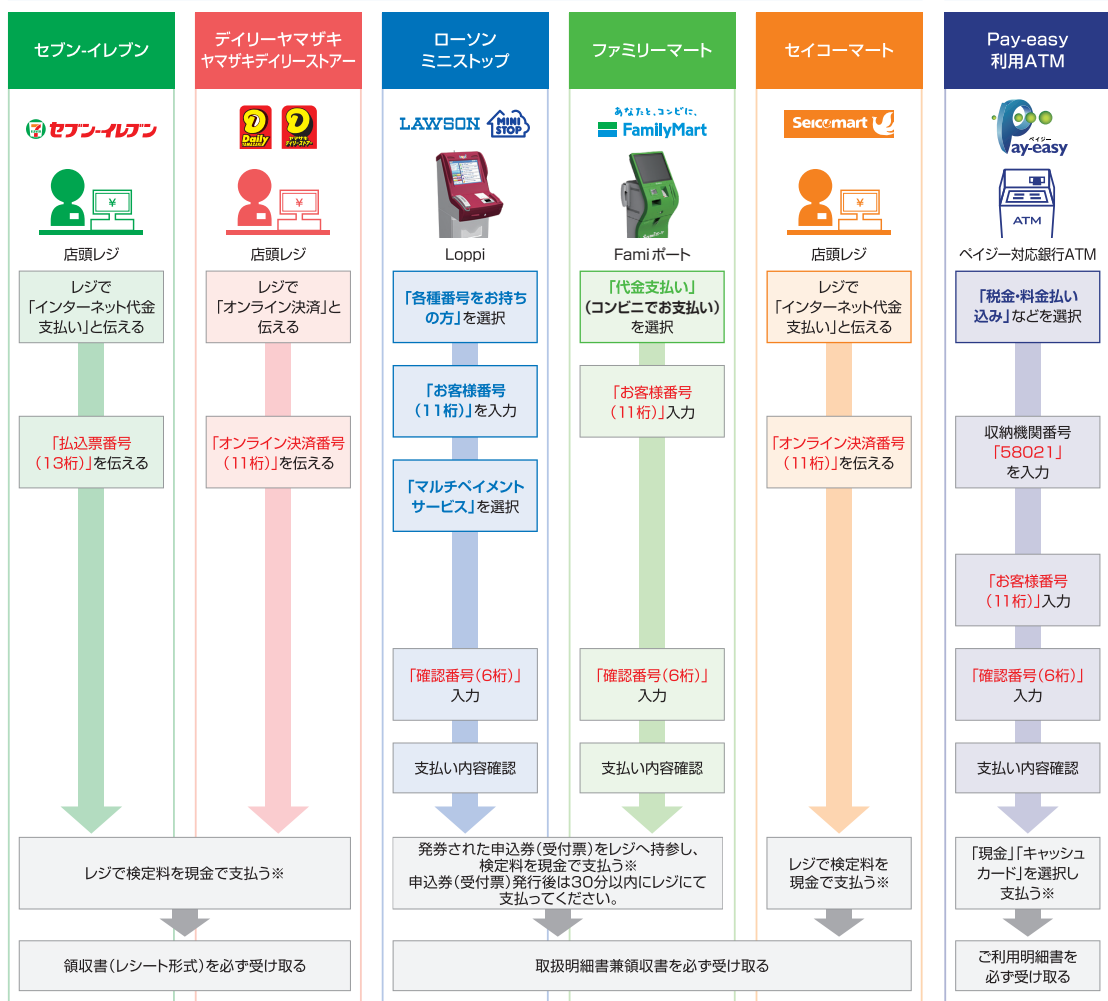 セブン-イレブン
デイリーヤマザキ
ヤマザキデイリーストアー
ローソン
ミニストップ
ファミリーマート
セイコーマート
Pay-easy
利用ATM
セブン-イレブン
Daily
YAMAZAKI
ヤマザキ
デイリーストアー
LAWSON
MINI
STOP
あなたと、コンビに、
FamilyMart
Seicomart
ペイジー
Pay-easy
¥
¥
¥
ATM
店頭レジ
店頭レジ
Loppi
Famiポート
店頭レジ
ペイジー対応銀行ATM
レジで
「インターネット代金
支払い」と伝える
レジで
「オンライン決済」と
伝える
「各種番号をお持ち
の方」を選択
「代金支払い」
(コンビニでお支払い)
を選択
レジで
「インターネット代金
支払い」と伝える
「税金・料金払い
込み」などを選択
「お客様番号
(11桁)」を入力
「お客様番号
(11桁)」入力
「払込票番号
(13桁)」を伝える
「オンライン決済番号
(11桁)」を伝える
「マルチペイメント
サービス」を選択
「オンライン決済番号
(11桁)」を伝える
収納機関番号
「58021」
を入力
「お客様番号
(11桁)」入力
「確認番号(6桁)」
入力
「確認番号(6桁)」
入力
「確認番号(6桁)」
入力
支払い内容確認
支払い内容確認
支払い内容確認
レジで検定料を現金で支払う※
発券された申込券(受付票)をレジへ持参し、
検定料を現金で支払う※
申込券(受付票)発行後は30分以内にレジにて
支払ってください。
レジで検定料を
現金で支払う※
「現金」「キャッシュ
カード」を選択し
支払う※
領収書(レシート形式)を必ず受け取る
取扱明細書兼領収書を必ず受け取る
ご利用明細書を
必ず受け取る